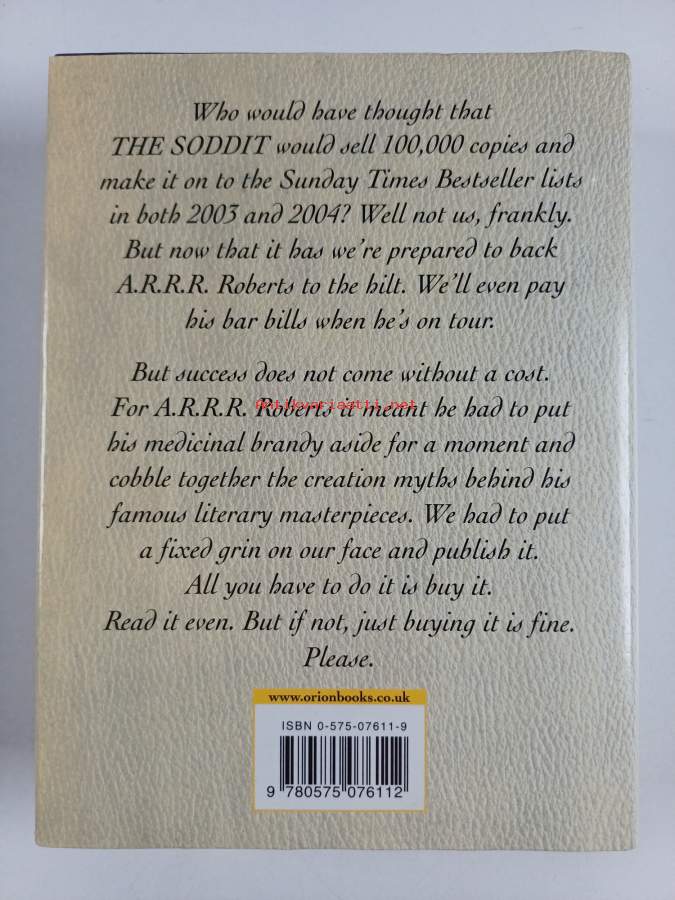 Who would have thought that
THE SODDIT would sell 100,000 copies and
make it on to the Sunday Times Bestseller lists
in both 2003 and 2004? Well not us, frankly.
But now that it has we're prepared to back
A.R.R.R. Roberts to the hilt. We'll even pay
his bar bills when he's on tour.
But success does not come without a cost.
For A.R.R.R. Roberts it meant he had to put
antikvariaatti.net
his medicinal brandy aside for a moment and
cobble together the creation myths behind his
famous literary masterpieces. We had to put
a fixed grin on our face and publish it.
All you have to do it is buy it.
Read it even. But if not, just buying it is fine.
Please.
www.orionbooks.co.uk
ISBN 0-575-07611-9
9 780575 076112